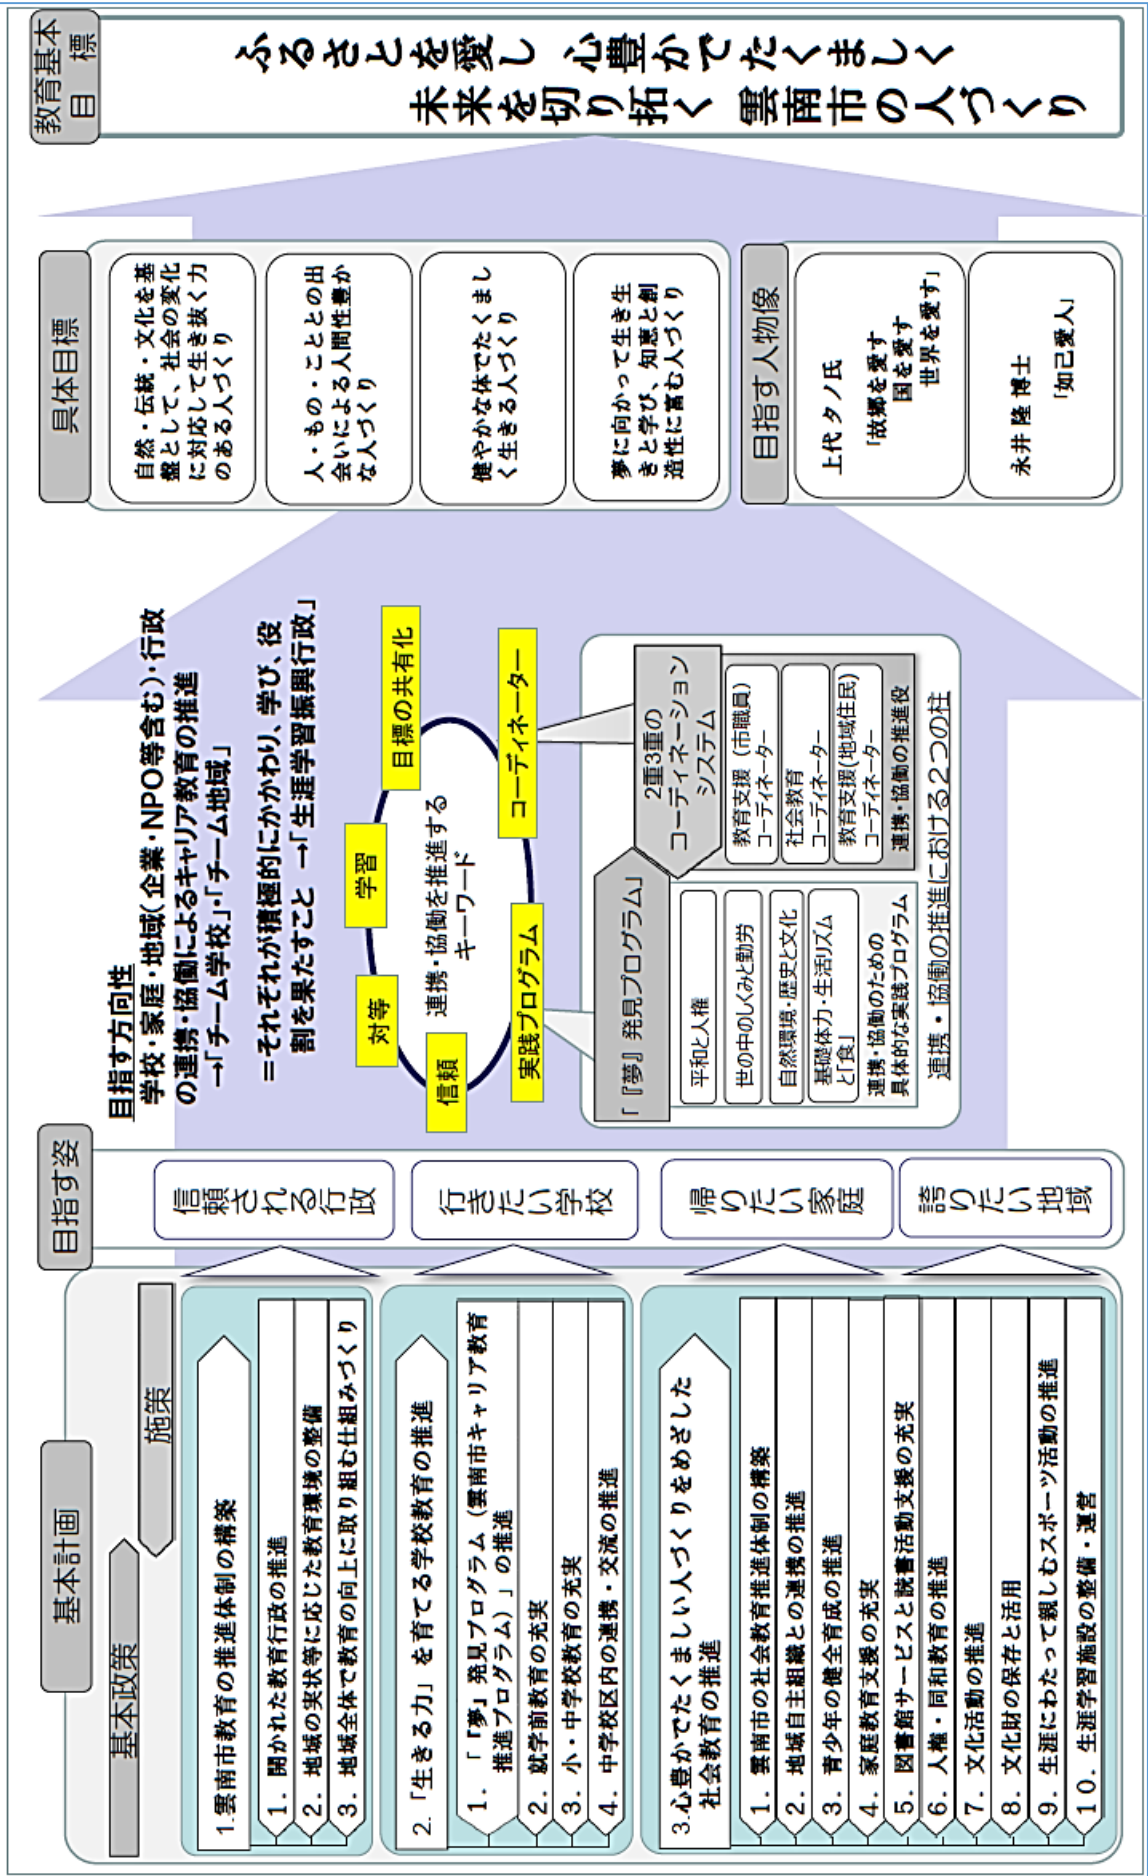 教育基本
目　標
ふるさとを愛し　心豊かでたくましく
未来を切り拓く　雲南市の人づくり
具体目標
自然・伝統・文化を基
盤として、社会の変化
に対応して生き抜く力
のある人づくり
人・もの・こととの出
会いによる人間性豊か
な人づくり
健やかな体でたくまし
く生きる人づくり
夢に向かって生き生
きと学び、知恵と創
造性に富む人づくり
目指す人物像
上代 タノ 氏
「故郷を愛す
国を愛す
世界を愛す」
永井 隆 博士
「如己愛人」
目指す方向性
学校・家庭・地域(企業・NPO等含む)・行政
の連携・協働によるキャリア教育の推進
→「チーム学校」・「チーム地域」
＝それぞれが積極的にかかわり、学び、役
割を果たすこと →「生涯学習振興行政」
目標の共有化
学習
対等
信頼
コーディネーター
実践プログラム
連携・協働を推進する
キーワード
「『夢』発見プログラム」
平和と人権
世の中のしくみと勤労
自然環境・歴史と文化
基礎体力・生活リズム
と「食」
連携・協働のための
具体的な実践プログラム
2重3重の
コーディネーション
システム
教育支援（市職員）
コーディネーター
社会教育
コーディネーター
教育支援(地域住民)
コーディネーター
連携・協働の推進役
連携・協働の推進における２つの柱
目指す姿
信頼される行政
行きたい学校
帰りたい家庭
誇りたい地域
基本計画
基本政策
施策
1.雲南市教育の推進体制の構築
1．開かれた教育行政の推進
2．地域の実状等に応じた教育環境の整備
3．地域全体で教育の向上に取り組む仕組みづくり
2.「生きる力」を育てる学校教育の推進
1．「『夢』発見プログラム（雲南市キャリア教育
推進プログラム）」の推進
2．就学前教育の充実
3．小・中学校教育の充実
4．中学校区内の連携・交流の推進
3.心豊かでたくましい人づくりをめざした
社会教育の推進
1．雲南市の社会教育推進体制の構築
2．地域自主組織との連携の推進
3．青少年の健全育成の推進
4．家庭教育支援の充実
5．図書館サービスと読書活動支援の充実
6．人権・同和教育の推進
7．文化活動の推進
8．文化財の保存と活用
9．生涯にわたって親しむスポーツ活動の推進
10．生涯学習施設の整備・運営